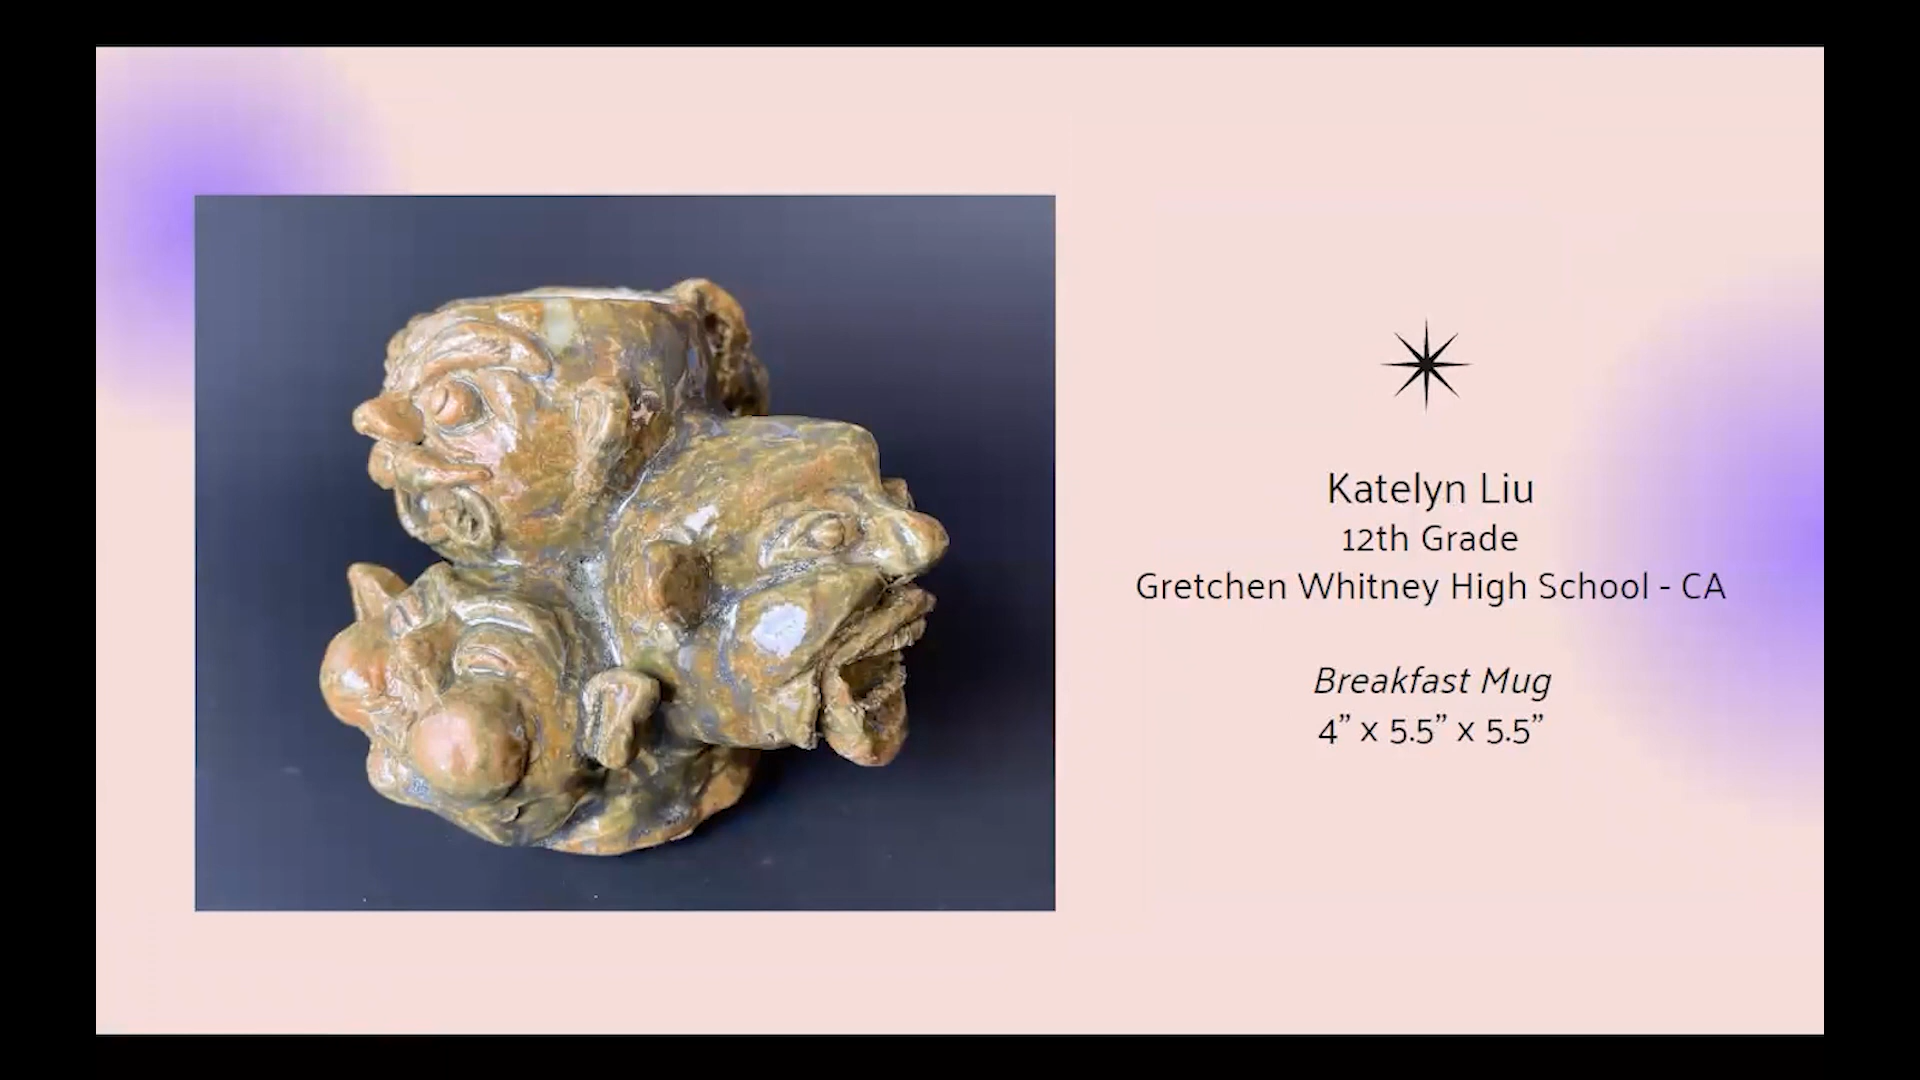 Katelyn Liu
12th Grade
Gretchen Whitney High School - CA
Breakfast Mug
4” x 5.5” x 5.5”